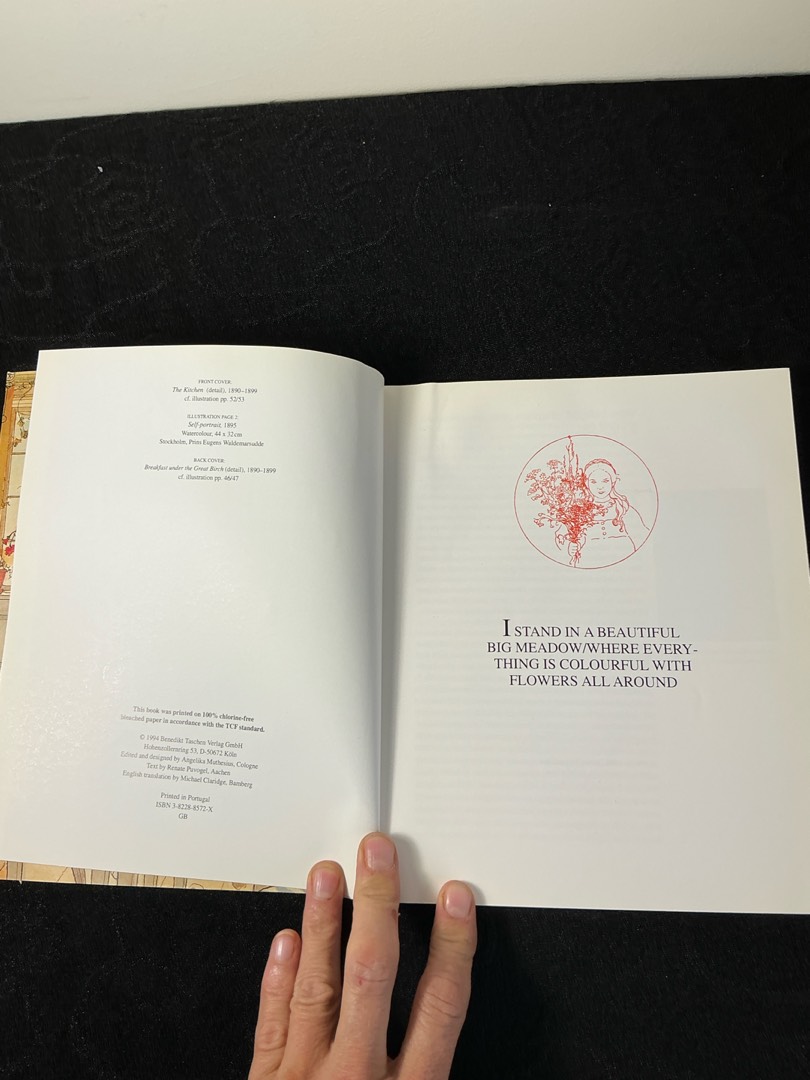 FRONT COVER:
The Kitchen (detail), 1890–1899
cf. illustration pp. 52/53
ILLUSTRATION PAGE 2:
Self-portrait, 1895
Watercolour, 44 x 32 cm
Stockholm, Prins Eugens Waldemarsudde
BACK COVER:
Breakfast under the Great Birch (detail), 1890–1899
cf. illustration pp. 46/47
This book was printed on 100% chlorine-free
bleached paper in accordance with the TCF standard.
© 1994 Benedikt Taschen Verlag GmbH
Hohenzollernring 53, D-50672 Köln
Edited and designed by Angelika Muthesius, Cologne
Text by Renate Puvogel, Aachen
English translation by Michael Claridge, Bamberg
Printed in Portugal
ISBN 3-8228-8572-X
GB
I STAND IN A BEAUTIFUL
BIG MEADOW/WHERE EVERY-
THING IS COLOURFUL WITH
FLOWERS ALL AROUND